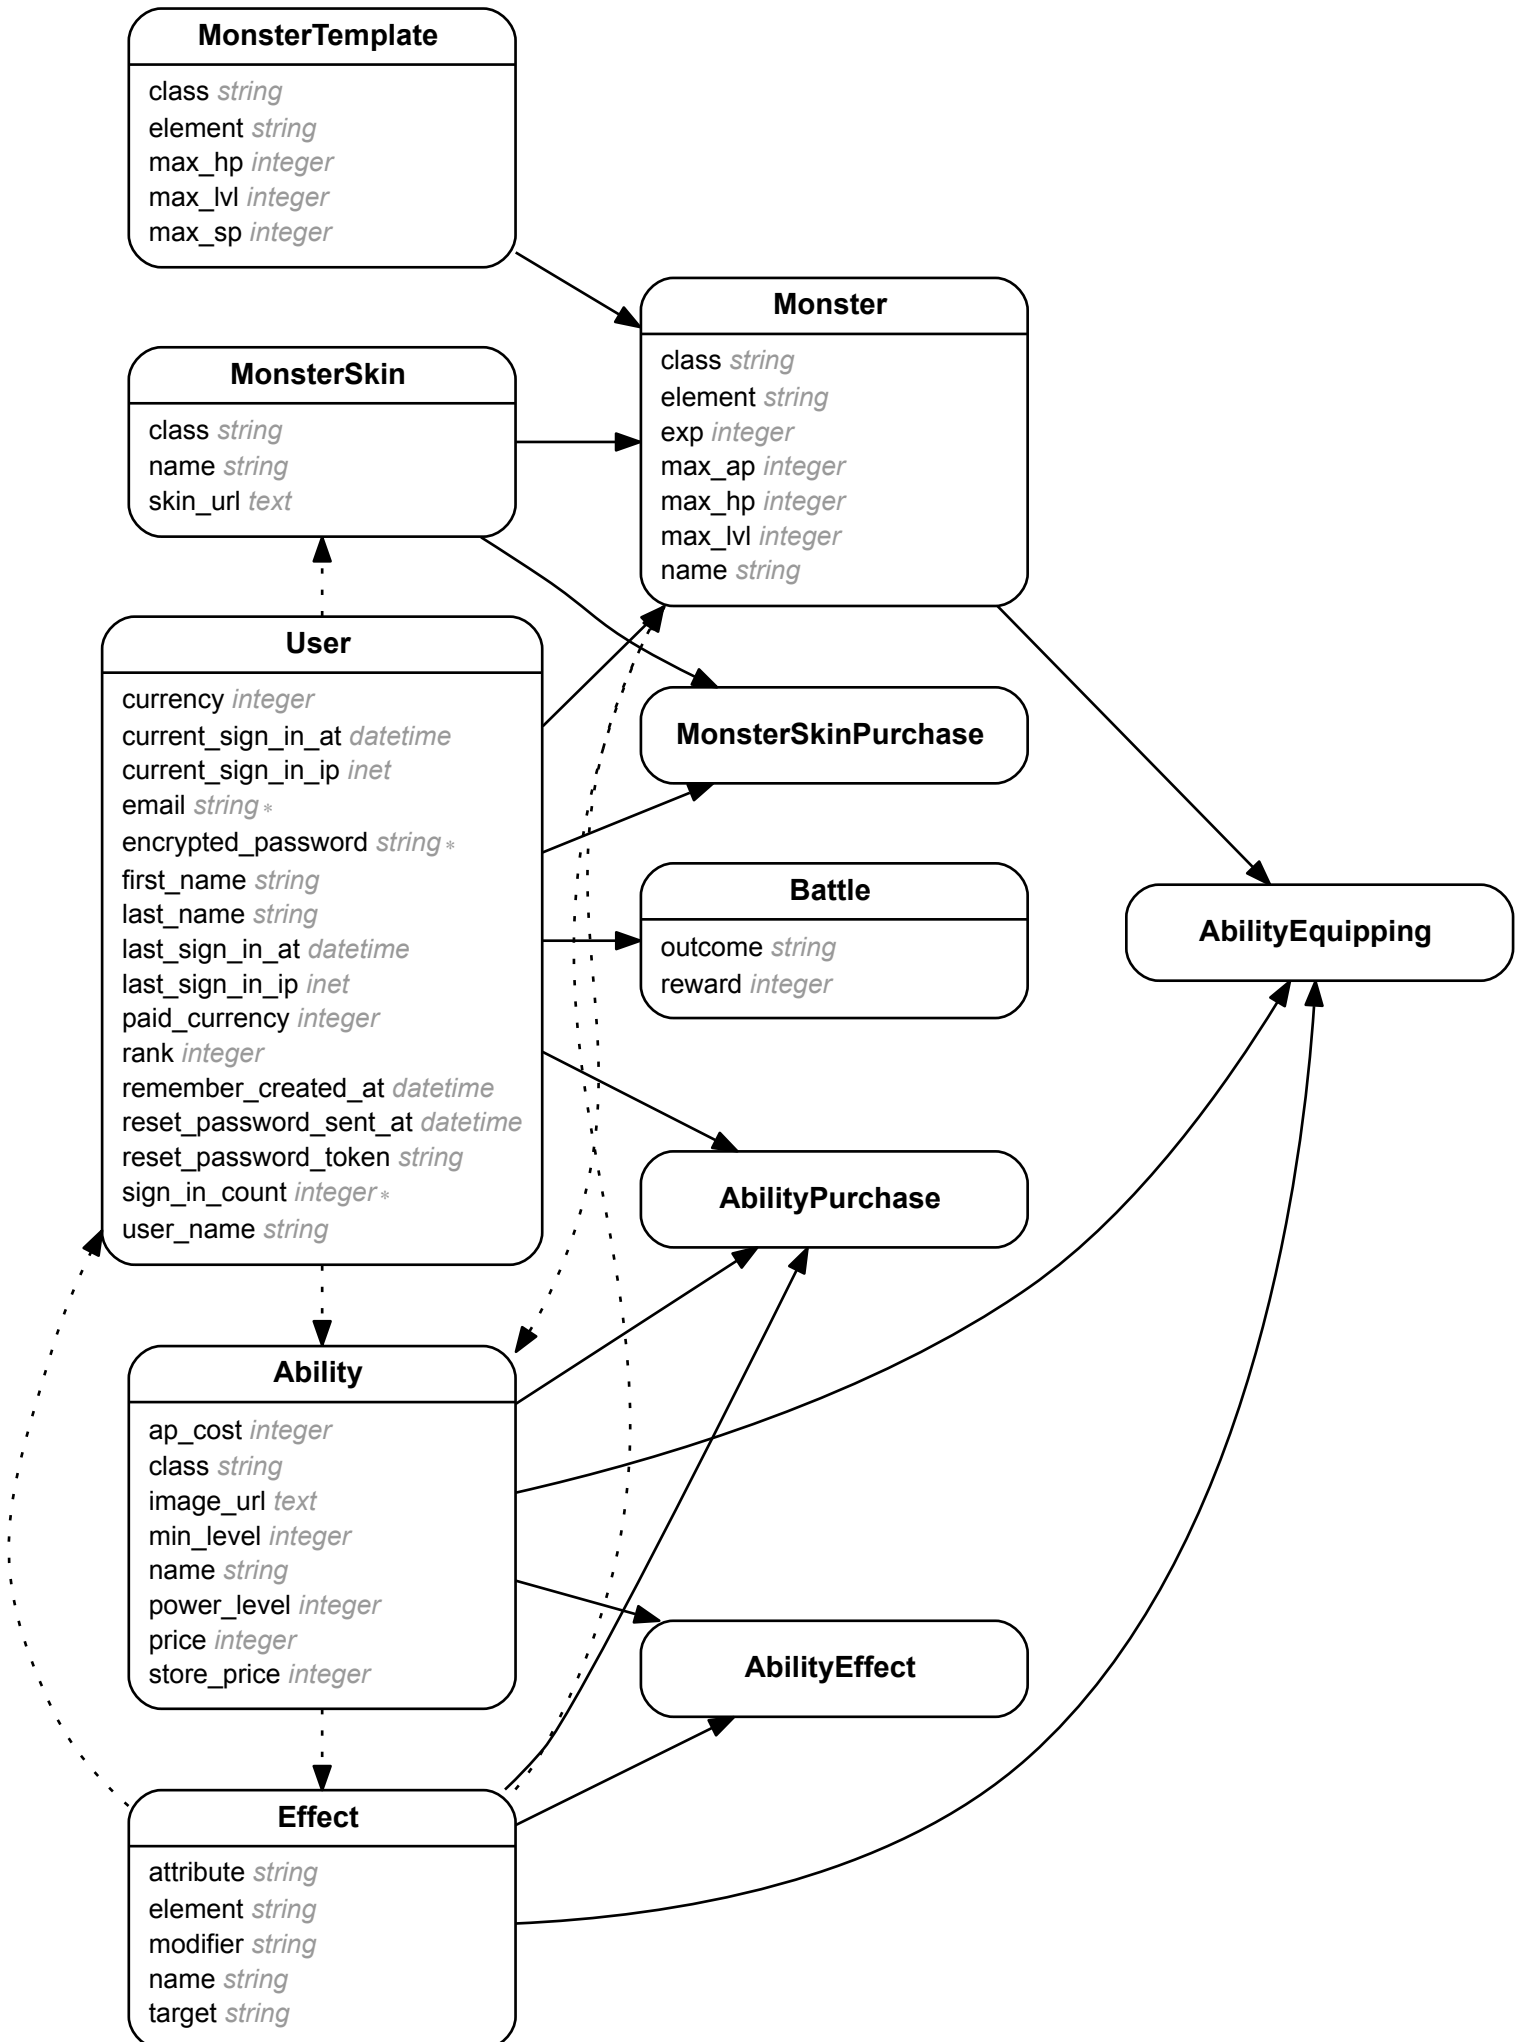 MonsterTemplate
class string
element string
max_hp integer
max_lvl integer
max_sp integer
Monster
class string
element string
exp integer
max_ap integer
max_hp integer
max_lvl integer
name string
MonsterSkin
class string
name string
skin_url text
User
currency integer
current_sign_in_at datetime
current_sign_in_ip inet
email string *
encrypted_password string *
first_name string
last_name string
last_sign_in_at datetime
last_sign_in_ip inet
paid_currency integer
rank integer
remember_created_at datetime
reset_password_sent_at datetime
reset_password_token string
sign_in_count integer *
user_name string
MonsterSkinPurchase
Battle
outcome string
reward integer
AbilityEquipping
AbilityPurchase
Ability
ap_cost integer
class string
image_url text
min_level integer
name string
power_level integer
price integer
store_price integer
AbilityEffect
Effect
attribute string
element string
modifier string
name string
target string